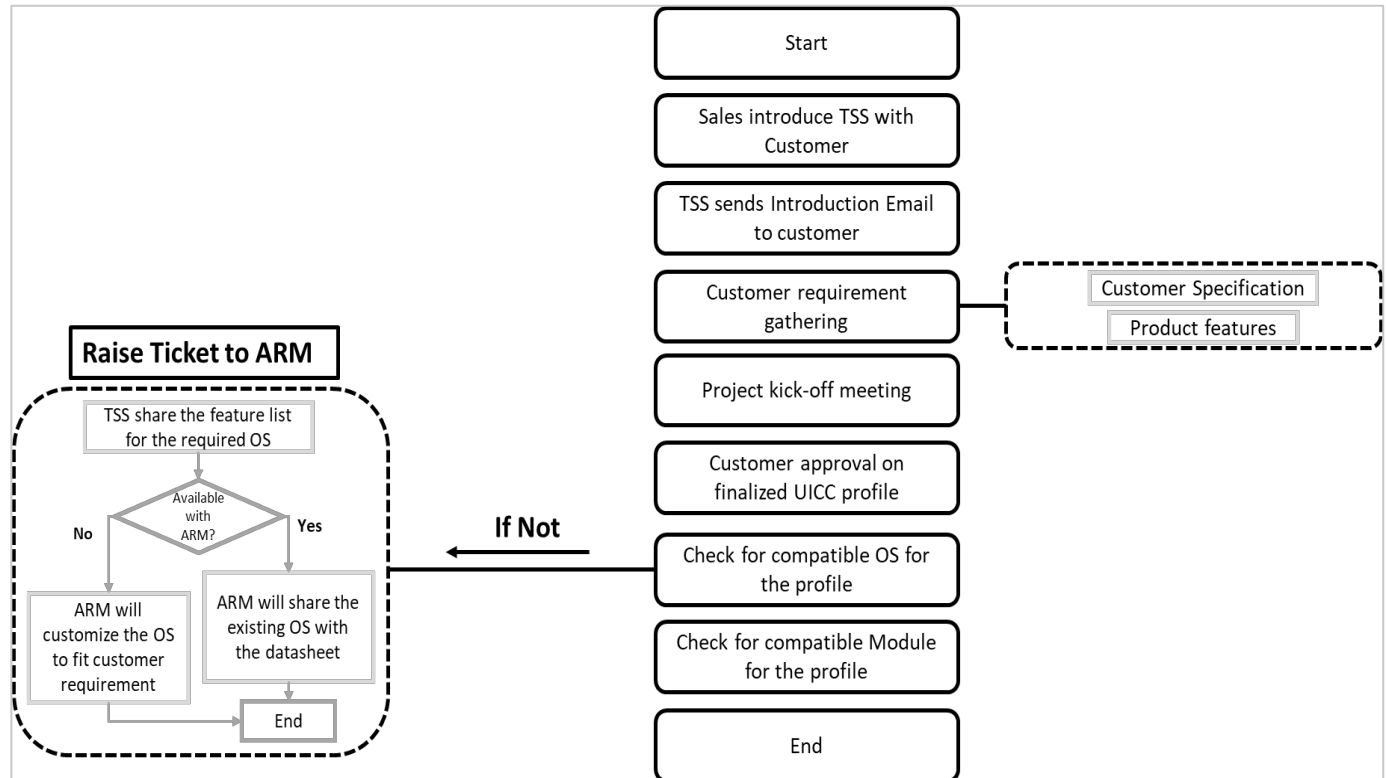 Start
Sales introduce TSS with
Customer
TSS sends Introduction Email
to customer
Customer requirement
gathering
Customer Specification
Product features
Project kick-off meeting
Customer approval on
finalized UICC profile
Check for compatible OS for
the profile
If Not
Raise Ticket to ARM
TSS share the feature list
for the required OS
Available
with
ARM?
No
Yes
ARM will
customize the OS
to fit customer
requirement
ARM will share the
existing OS with
the datasheet
End
Check for compatible Module
for the profile
End